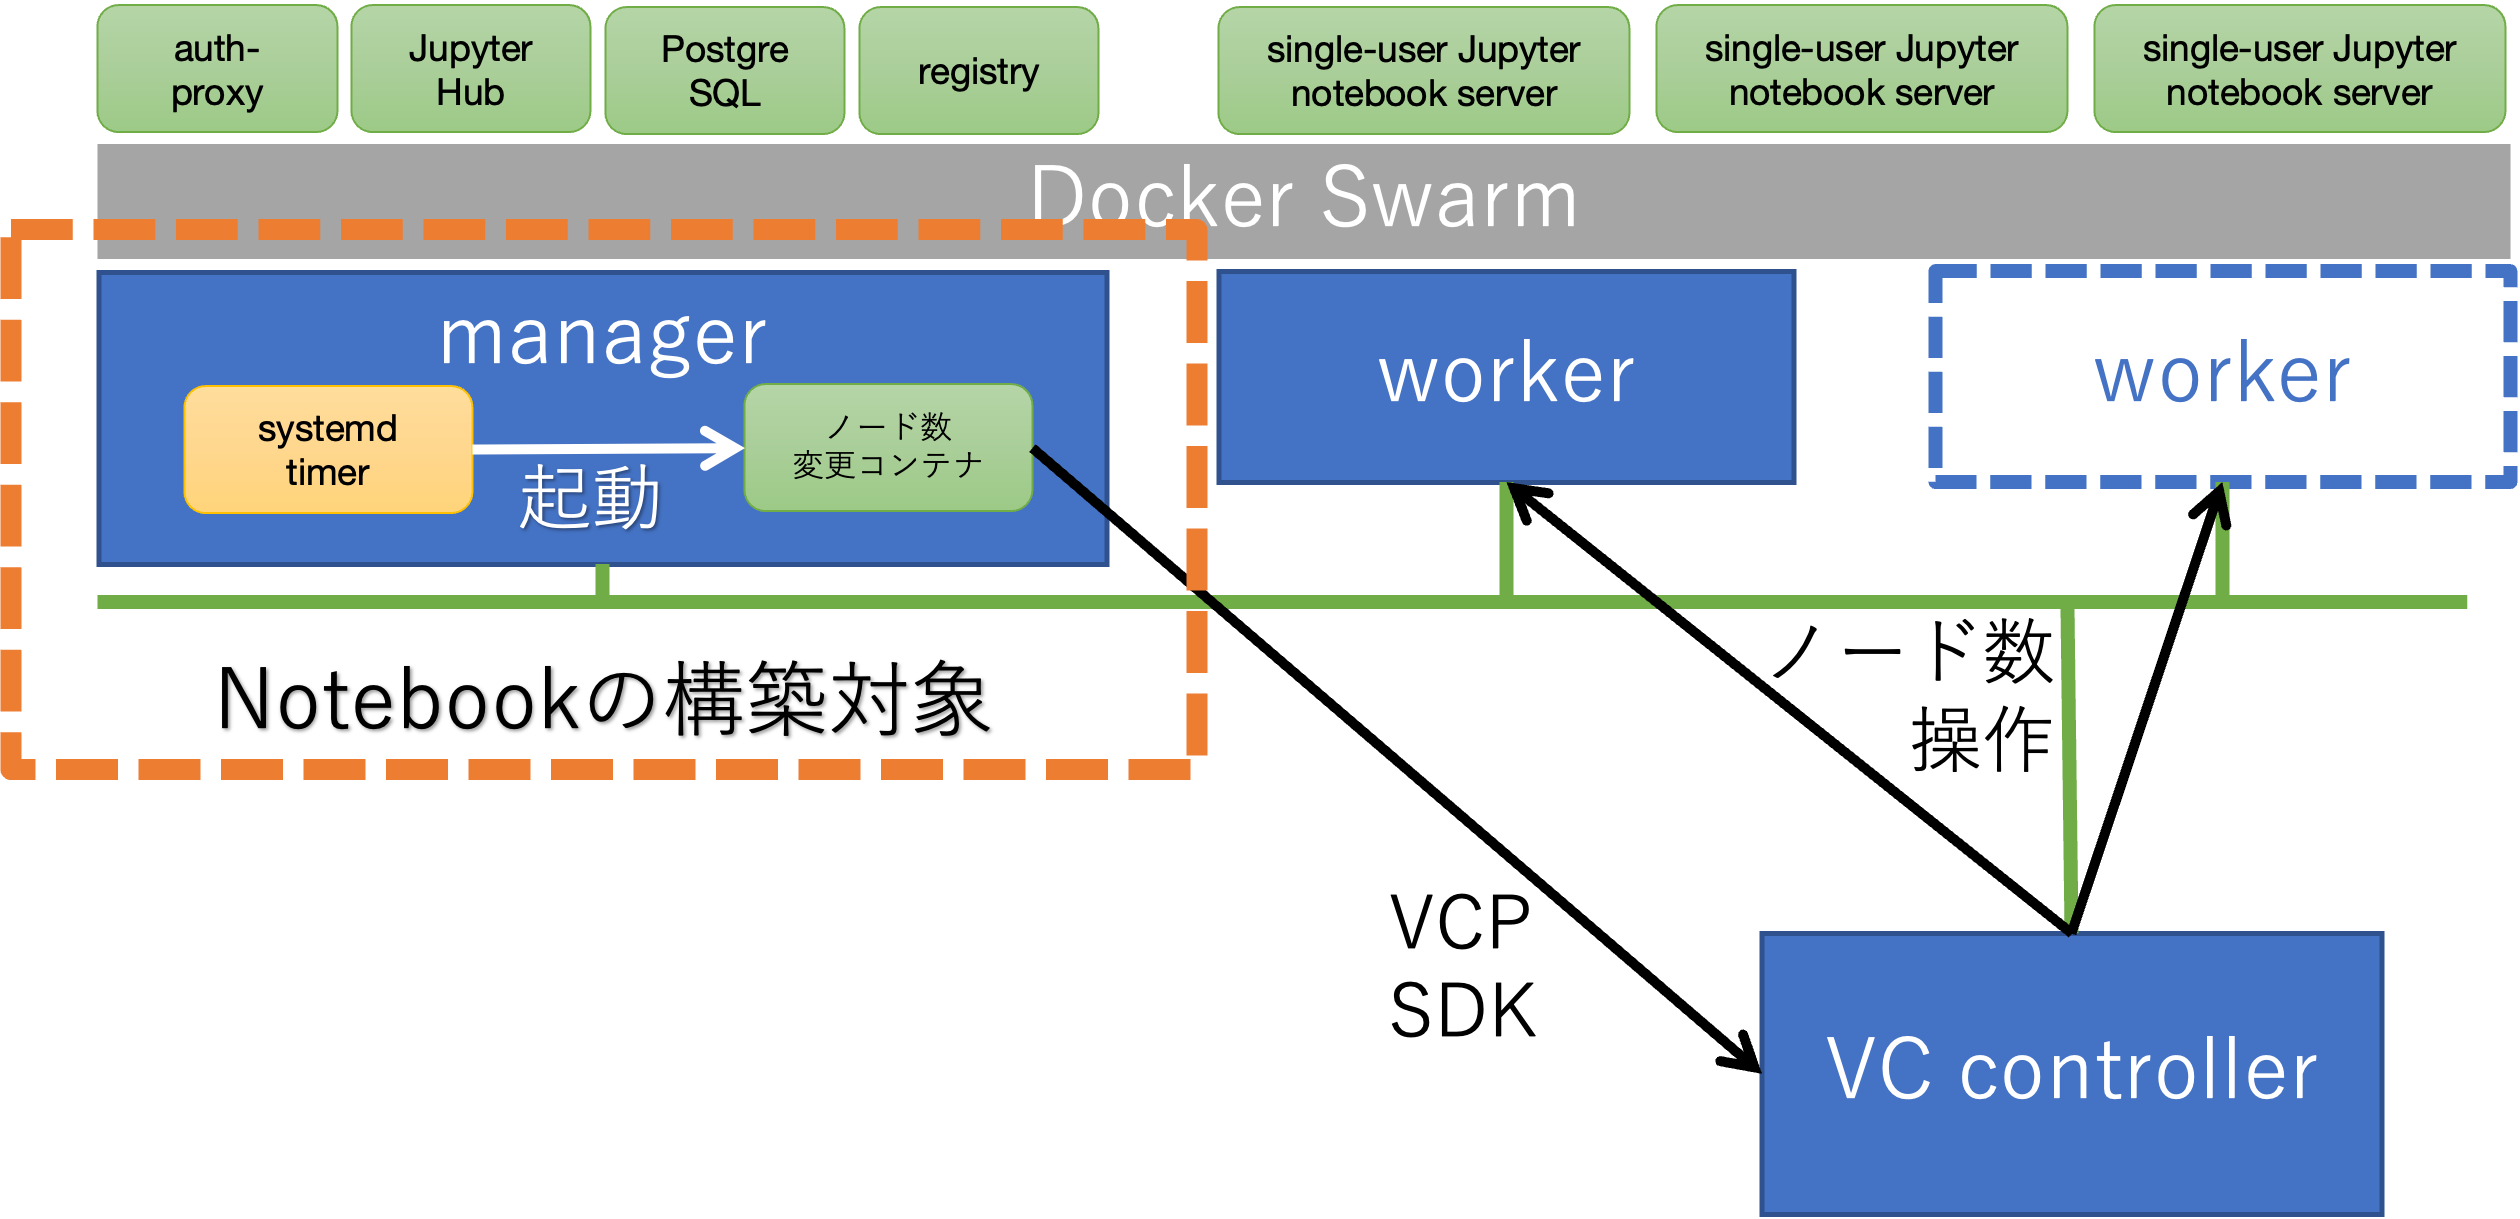 auth-
proxy
Jupyter
Hub
Postgre
SQL
registry
single-user Jupyter
notebook server
single-user Jupyter
notebook server
single-user Jupyter
notebook server
Docker Swarm
manager
systemd
timer
起動
ノード数
変更コンテナ
worker
worker
Notebookの構築対象
ノード数
操作
VCP
SDK
VC controller